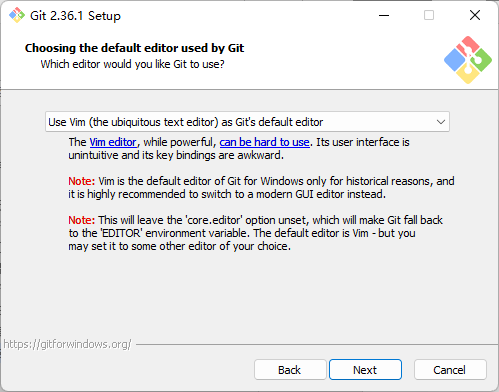 Git 2.36.1 Setup
Choosing the default editor used by Git
Which editor would you like Git to use?
Use Vim (the ubiquitous text editor) as Git's default editor
The Vim editor, while powerful, can be hard to use. Its user interface is
unintuitive and its key bindings are awkward.
Note: Vim is the default editor of Git for Windows only for historical reasons, and
it is highly recommended to switch to a modern GUI editor instead.
Note: This will leave the 'core.editor' option unset, which will make Git fall back
to the 'EDITOR' environment variable. The default editor is Vim - but you
may set it to some other editor of your choice.
https://gitforwindows.org/
Back
Next
Cancel